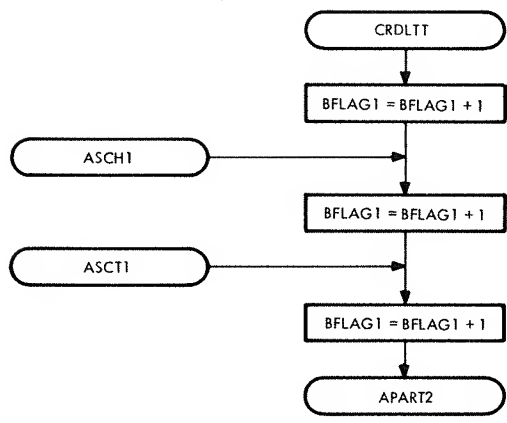 CRDLTT
BFLAG1 = BFLAG1 + 1
ASCH1
BFLAG1 = BFLAG1 + 1
ASCT1
BFLAG1 = BFLAG1 + 1
APART2